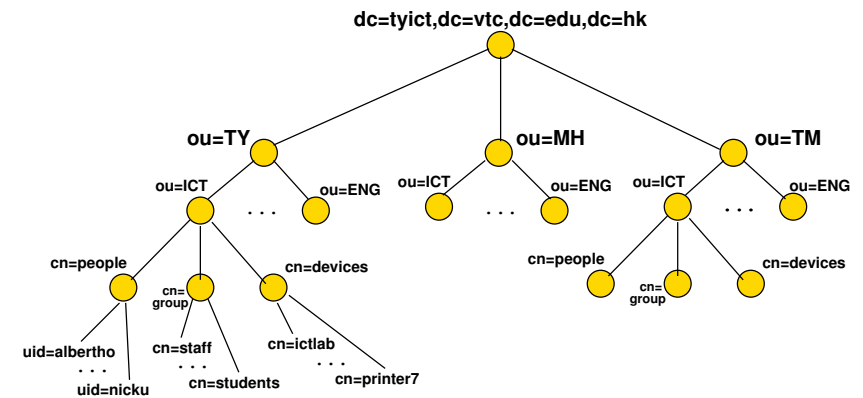 dc=tyict,dc=vtc,dc=edu,dc=hk
ou=TY
ou=MH
ou=TM
ou=ICT
. . .
ou=ENG
ou=ICT
. . .
ou=ENG
ou=ICT
. . .
ou=ENG
cn=people
cn=
group
cn=devices
cn=people
cn=
group
cn=devices
uid=albertho
. . .
uid=nicku
cn=staff
. . .
cn=students
cn=ictlab
. . .
cn=printer7